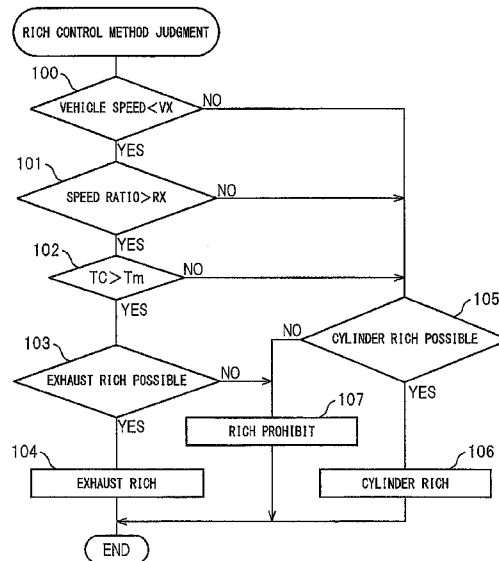 RICH CONTROL METHOD JUDGMENT
100
VEHICLE SPEED<VX
NO
YES
101
SPEED RATIO>RX
NO
YES
102
TC>Tm
NO
YES
103
EXHAUST RICH POSSIBLE
NO
YES
105
NO
CYLINDER RICH POSSIBLE
YES
107
RICH PROHIBIT
104
EXHAUST RICH
106
CYLINDER RICH
END